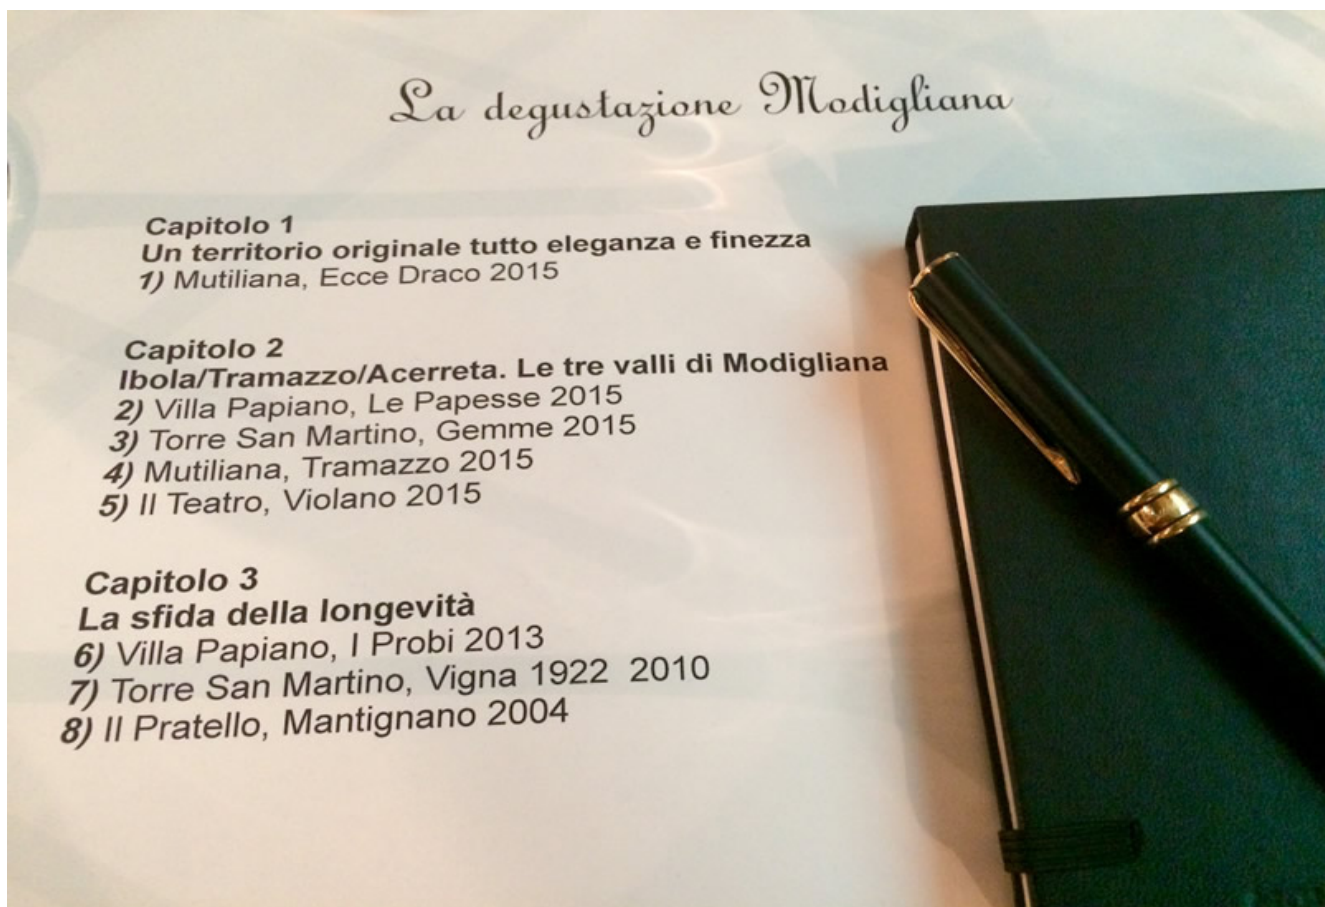 La degustazione Modigliana
Capitolo 1
Un territorio originale tutto eleganza e finezza
1) Mutiliana, Ecce Draco 2015
Capitolo 2
Ibola/Tramazzo/Acerreta. Le tre valli di Modigliana
2) Villa Papiano, Le Papesse 2015
3) Torre San Martino, Gemme 2015
4) Mutiliana, Tramazzo 2015
5) Il Teatro, Violano 2015
Capitolo 3
La sfida della longevità
6) Villa Papiano, I Probi 2013
7) Torre San Martino, Vigna 1922 2010
8) Il Pratello, Mantignano 2004